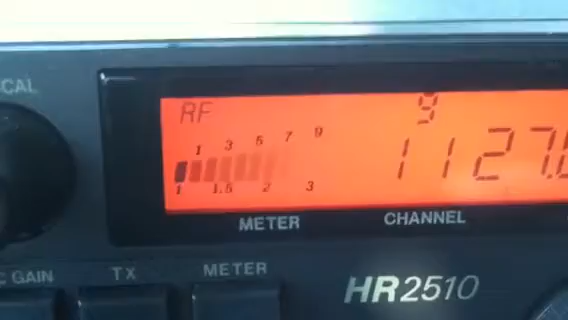 CAL
RF 9
1 3 5 7 9
1127.
1 1.5 2 3
METER CHANNEL
C GAIN TX METER
HR2510